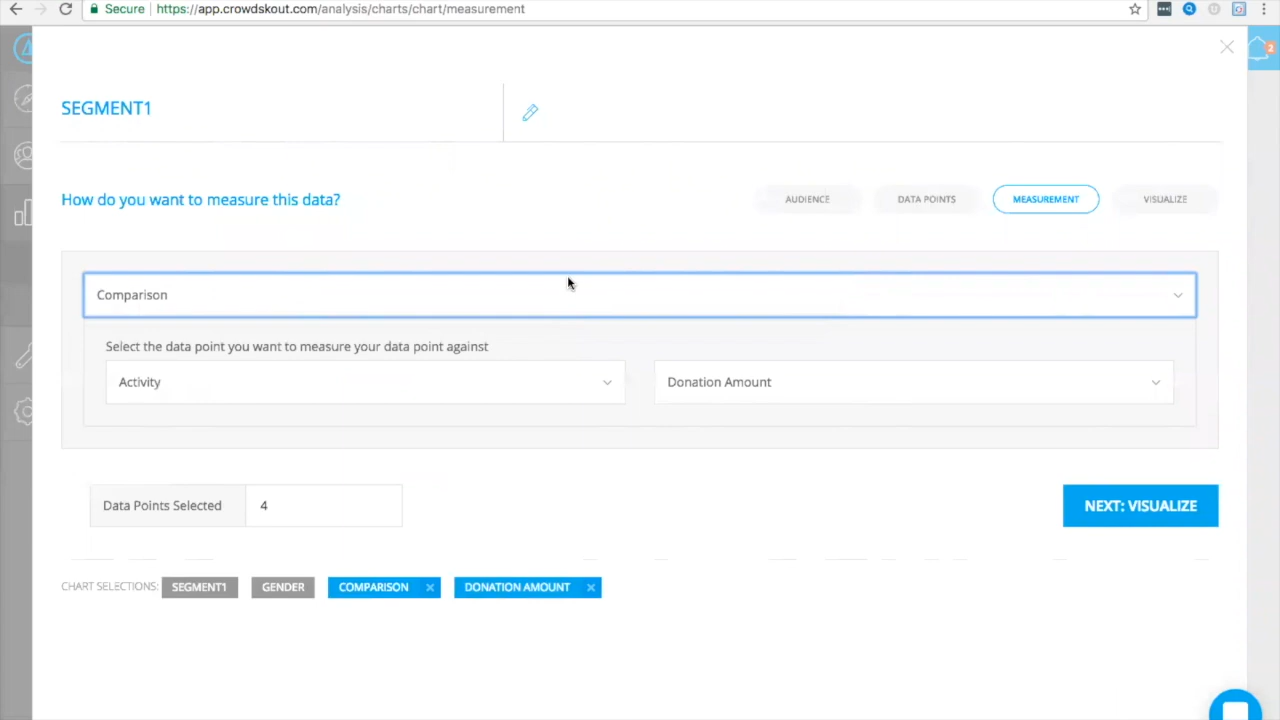 Secure https://app.crowdskout.com/analysis/charts/chart/measurement
2
SEGMENT1
How do you want to measure this data?
AUDIENCE DATA POINTS MEASUREMENT VISUALIZE
Comparison
Select the data point you want to measure your data point against
Activity Donation Amount
Data Points Selected 4
NEXT: VISUALIZE
CHART SELECTIONS: SEGMENT1 GENDER COMPARISON × DONATION AMOUNT ×